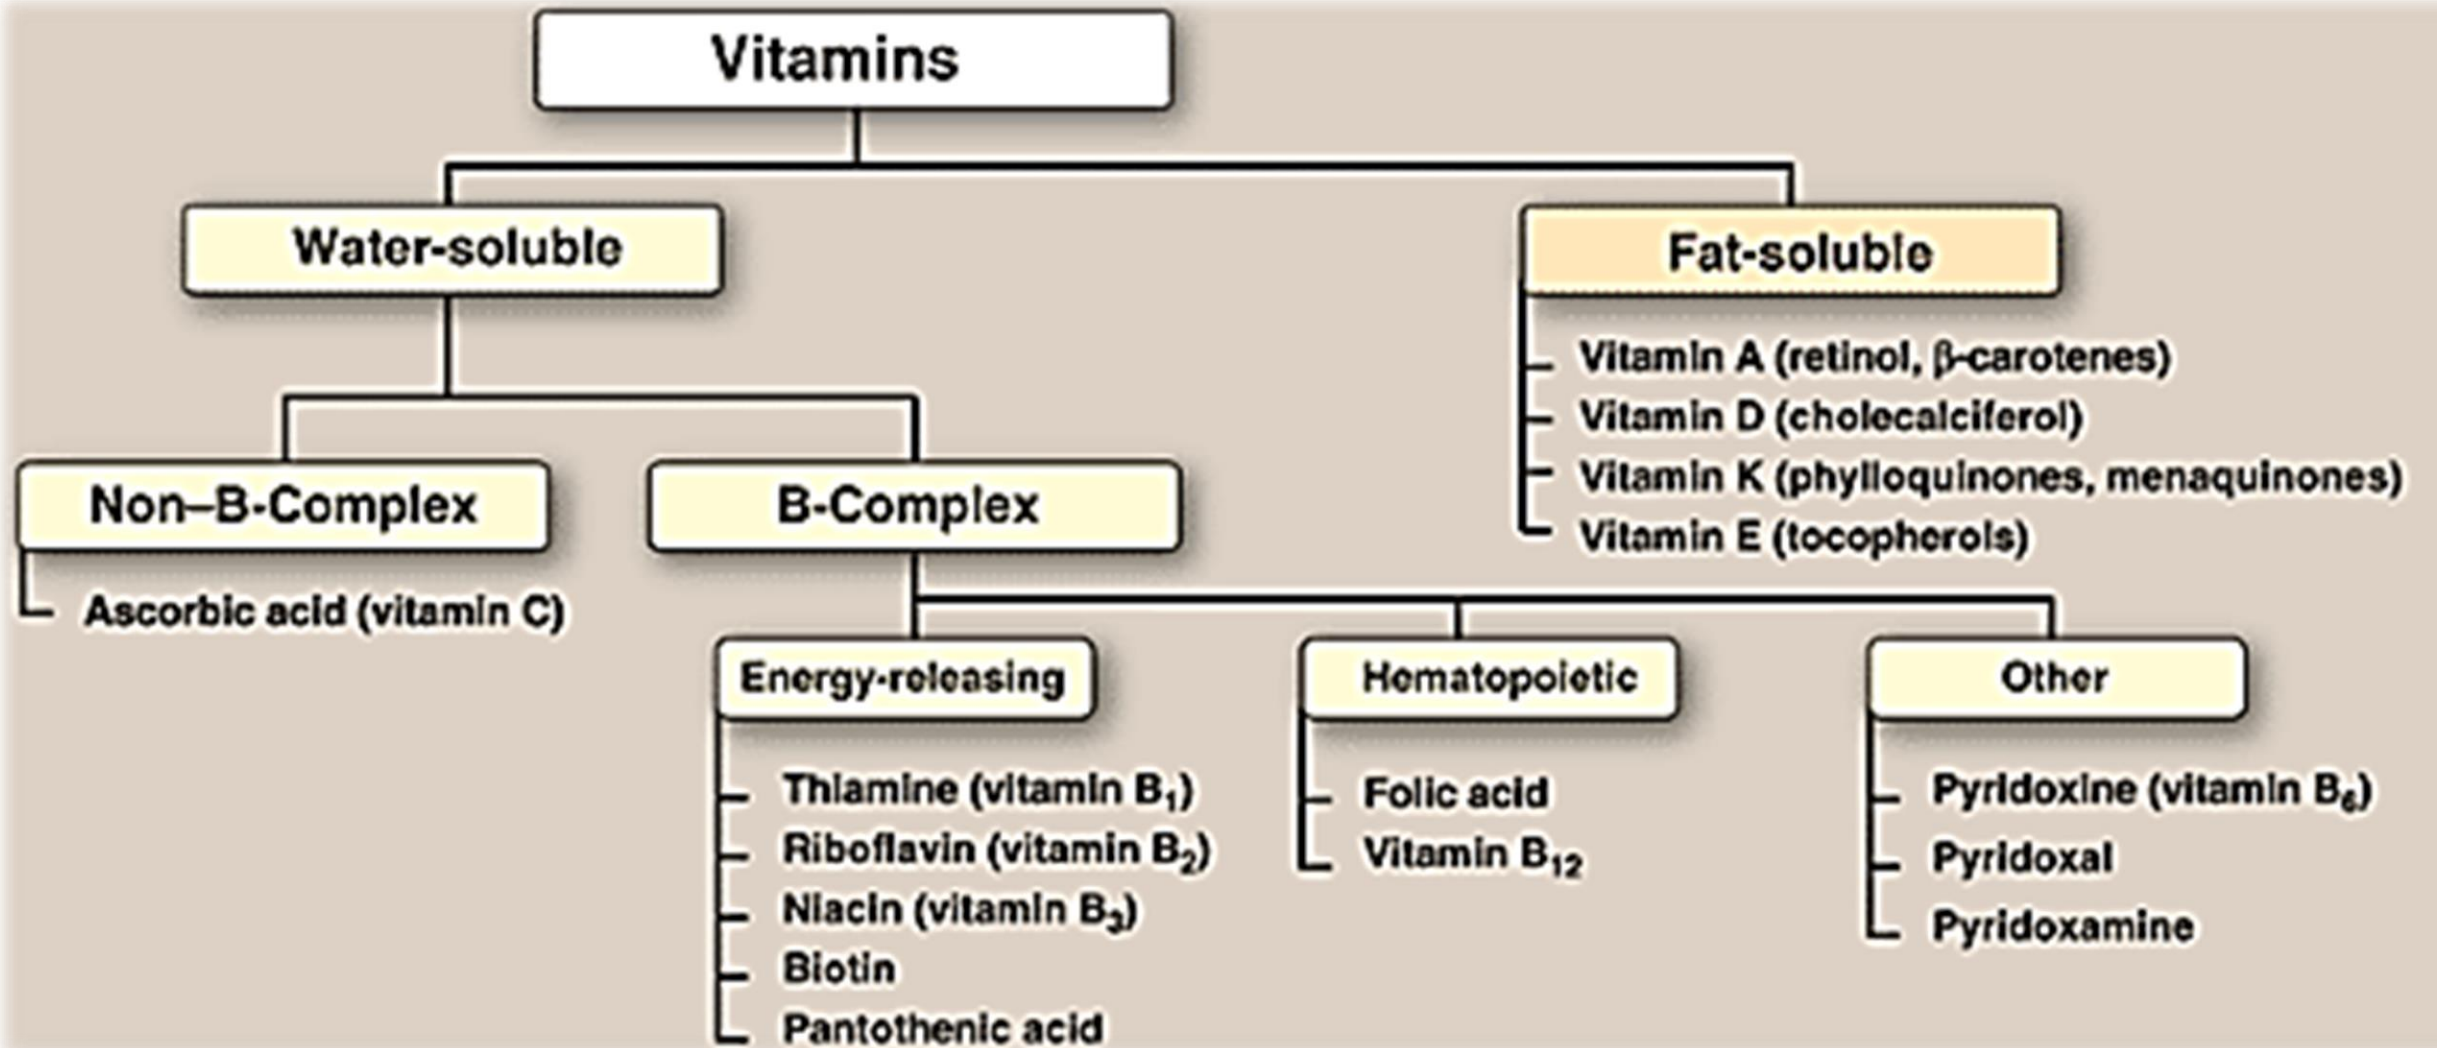 Vitamins
Water-soluble
Fat-soluble
Vitamin A (retinol, β-carotenes)
Vitamin D (cholecalciferol)
Vitamin K (phylloquinones, menaquinones)
Vitamin E (tocopherols)
Non–B-Complex
B-Complex
Ascorbic acid (vitamin C)
Energy-releasing
Hematopoietic
Other
Thiamine (vitamin B₁)
Riboflavin (vitamin B₂)
Niacin (vitamin B₃)
Biotin
Pantothenic acid
Folic acid
Vitamin B₁₂
Pyridoxine (vitamin B₆)
Pyridoxal
Pyridoxamine